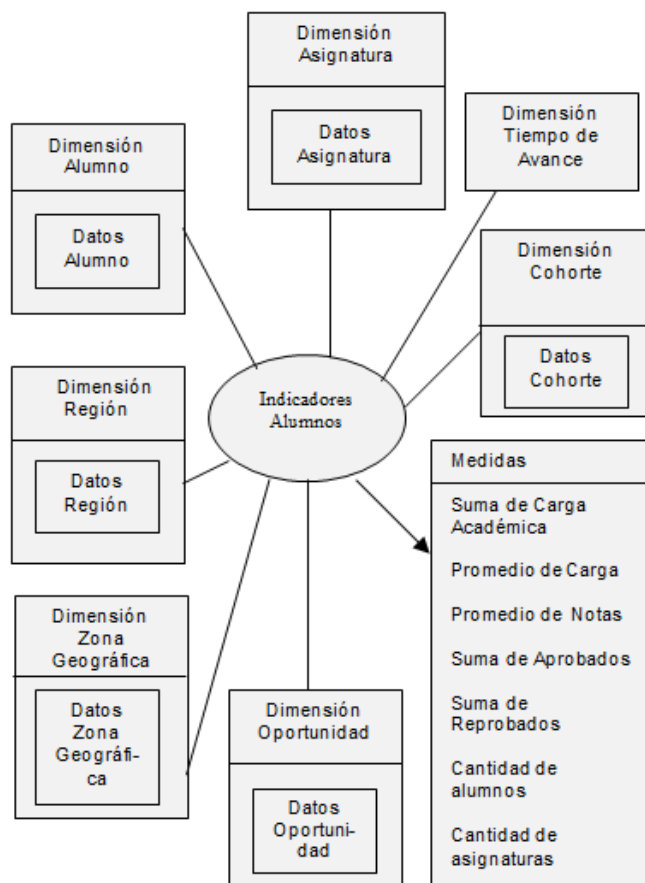 Dimensión
Asignatura
Datos
Asignatura
Dimensión
Tiempo de
Avance
Dimensión
Alumno
Datos
Alumno
Dimensión
Cohorte
Datos
Cohorte
Indicadores
Alumnos
Dimensión
Región
Datos
Región
Medidas
Suma de Carga
Académica
Promedio de Carga
Promedio de Notas
Suma de Aprobados
Suma de
Reprobados
Cantidad de
alumnos
Cantidad de
asignaturas
Dimensión
Zona
Geográfica
Datos
Zona
Geográfi-
ca
Dimensión
Oportunidad
Datos
Oportuni-
dad